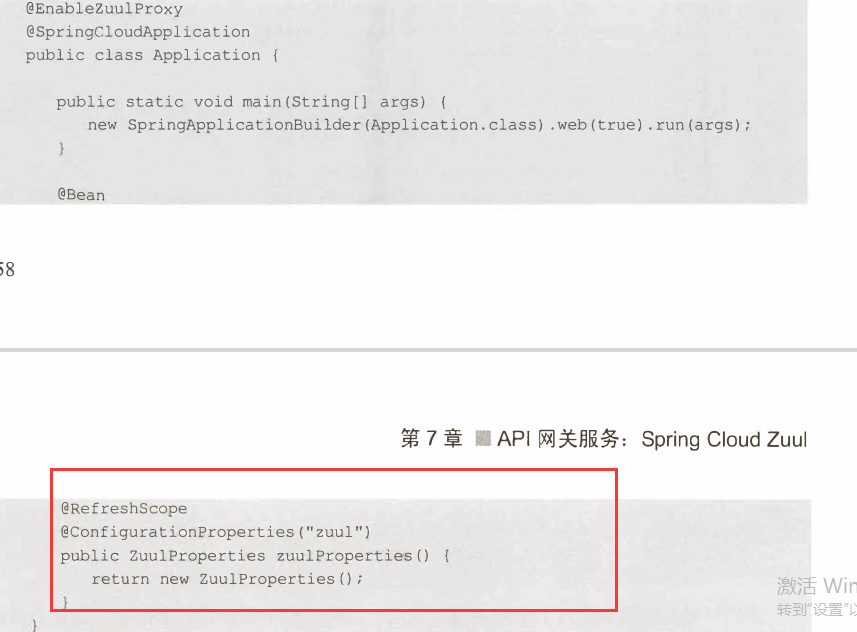 @EnableZuulProxy
@SpringCloudApplication
public class Application {
public static void main(String[] args) {
new SpringApplicationBuilder(Application.class).web(true).run(args);
}
@Bean
58
第 7 章 API 网关服务：Spring Cloud Zuul
@RefreshScope
@ConfigurationProperties("zuul")
public ZuulProperties zuulProperties() {
return new ZuulProperties();
}
}
激活 Win
转到"设置"以